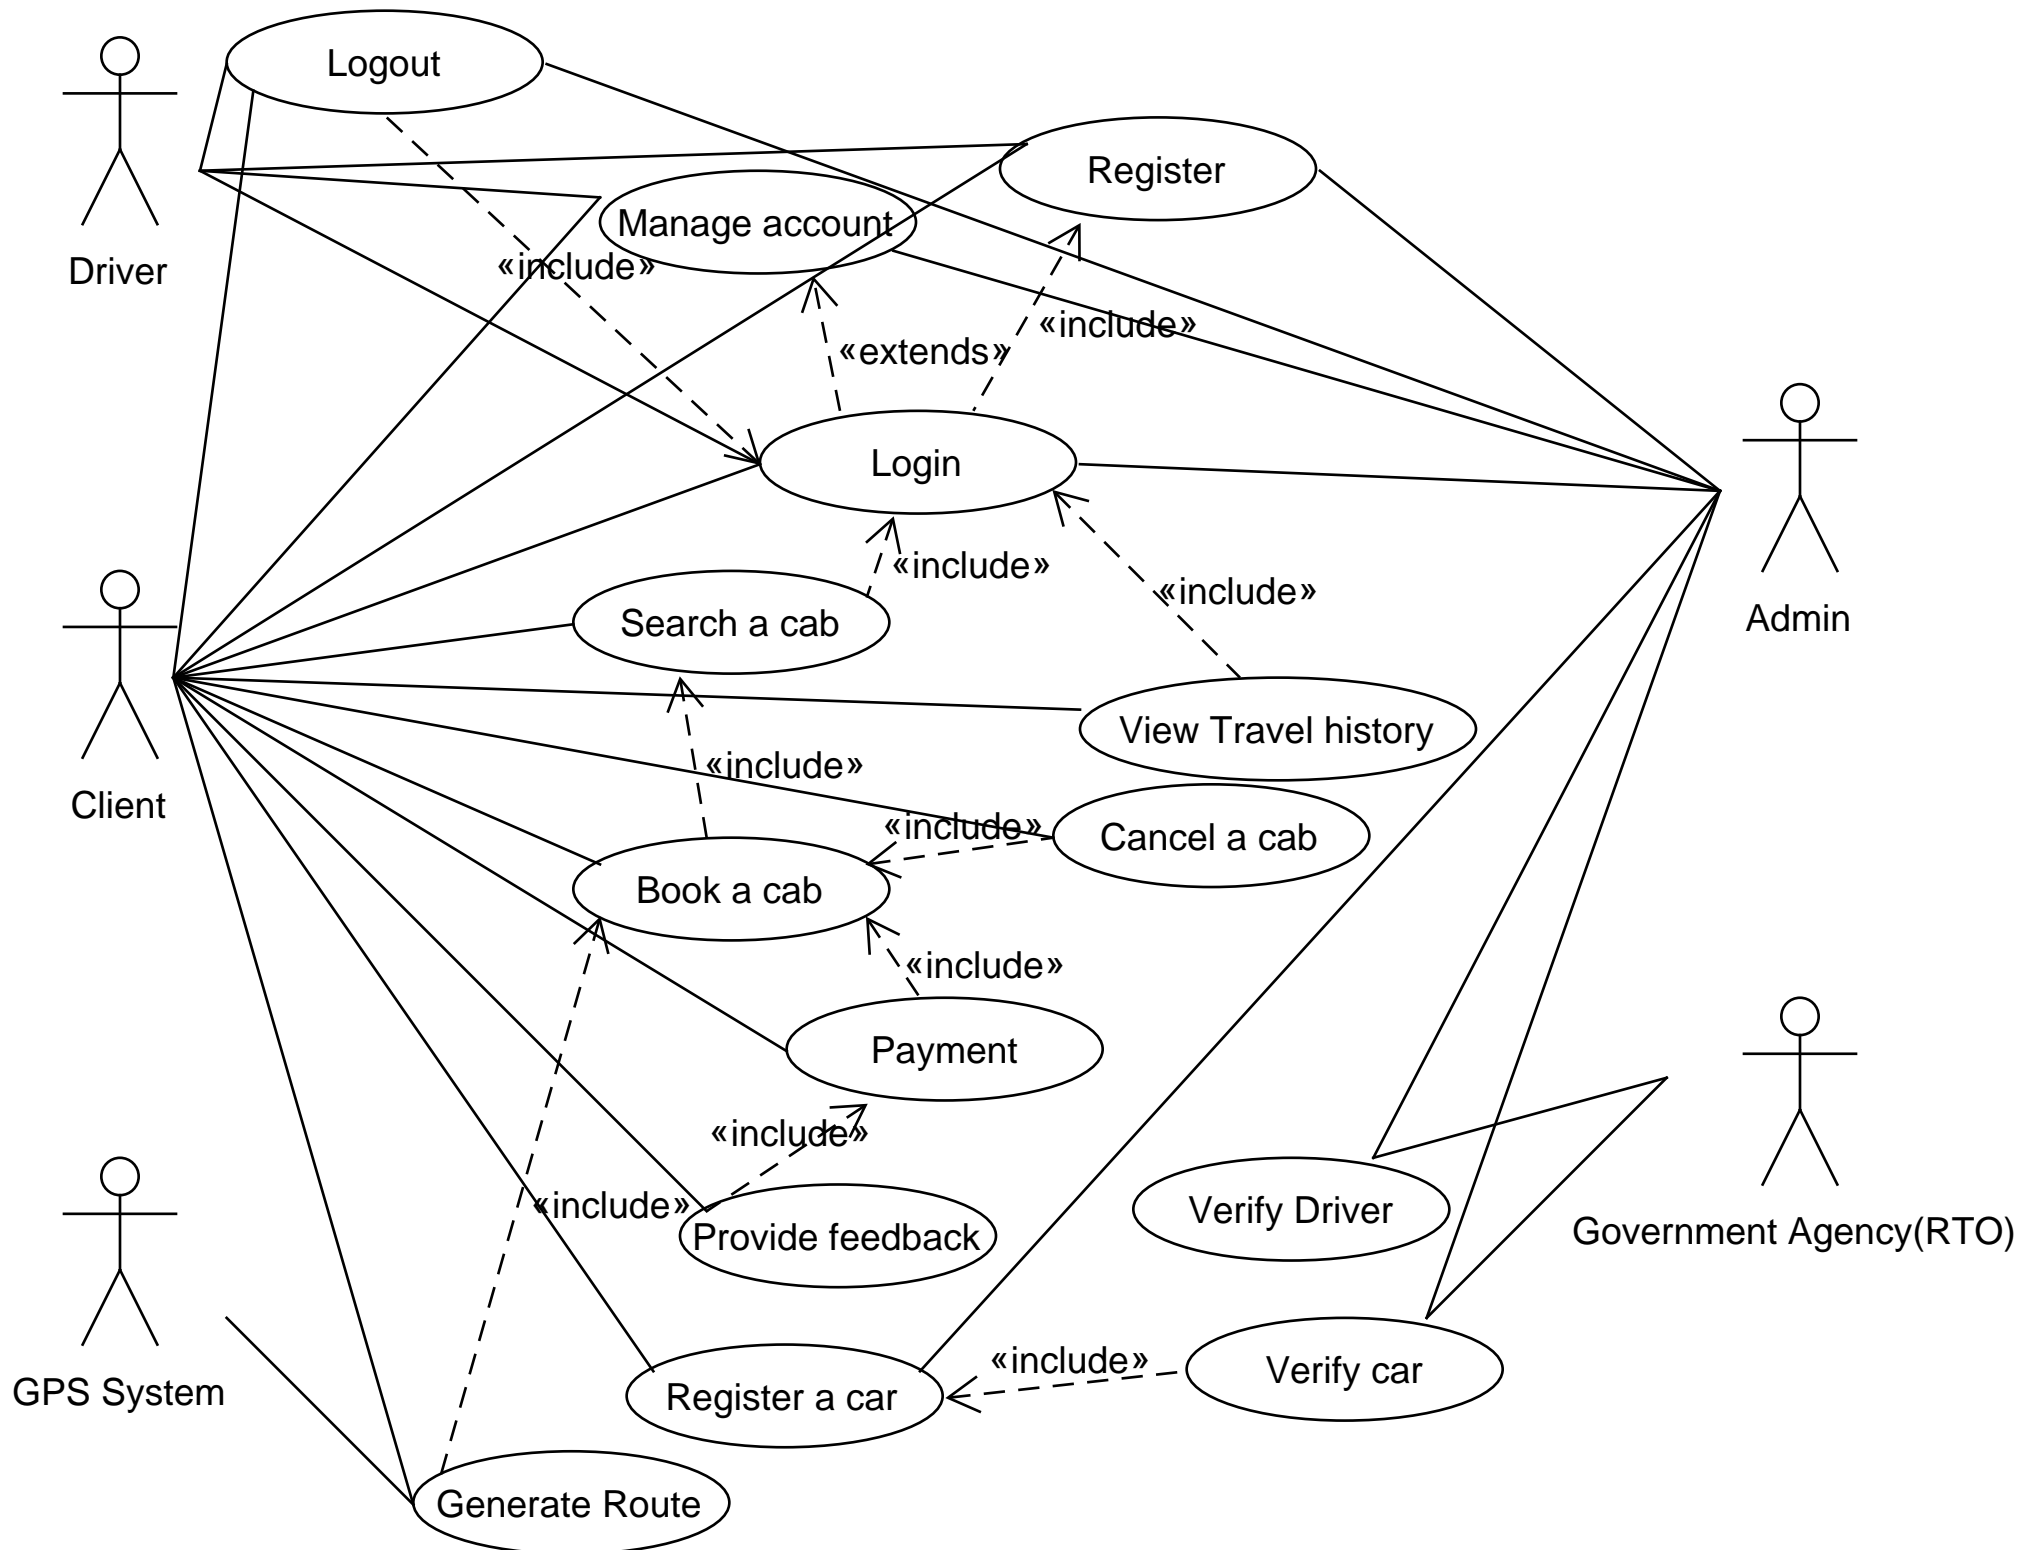 Logout
Register
Manage account
Driver
«include»
«include»
«extends»
Login
«include»
«include»
Search a cab
Admin
View Travel history
«include»
Client
«include»
Cancel a cab
Book a cab
«include»
Payment
«include»
«include»
Verify Driver
Government Agency(RTO)
Provide feedback
«include»
Verify car
GPS System
Register a car
Generate Route